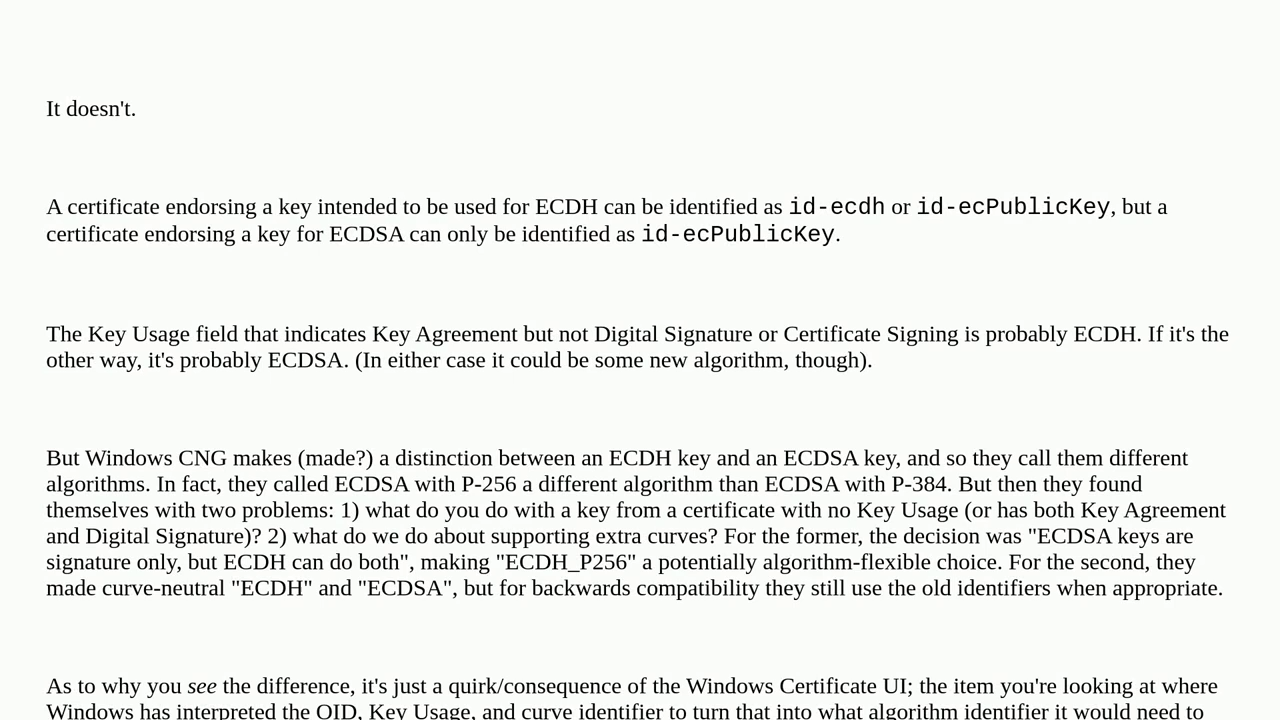 It doesn't.
A certificate endorsing a key intended to be used for ECDH can be identified as id-ecdh or id-ecPublicKey, but a
certificate endorsing a key for ECDSA can only be identified as id-ecPublicKey.
The Key Usage field that indicates Key Agreement but not Digital Signature or Certificate Signing is probably ECDH. If it's the
other way, it's probably ECDSA. (In either case it could be some new algorithm, though).
But Windows CNG makes (made?) a distinction between an ECDH key and an ECDSA key, and so they call them different
algorithms. In fact, they called ECDSA with P-256 a different algorithm than ECDSA with P-384. But then they found
themselves with two problems: 1) what do you do with a key from a certificate with no Key Usage (or has both Key Agreement
and Digital Signature)? 2) what do we do about supporting extra curves? For the former, the decision was "ECDSA keys are
signature only, but ECDH can do both", making "ECDH_P256" a potentially algorithm-flexible choice. For the second, they
made curve-neutral "ECDH" and "ECDSA", but for backwards compatibility they still use the old identifiers when appropriate.
As to why you see the difference, it's just a quirk/consequence of the Windows Certificate UI; the item you're looking at where
Windows has interpreted the OID, Key Usage, and curve identifier to turn that into what algorithm identifier it would need to